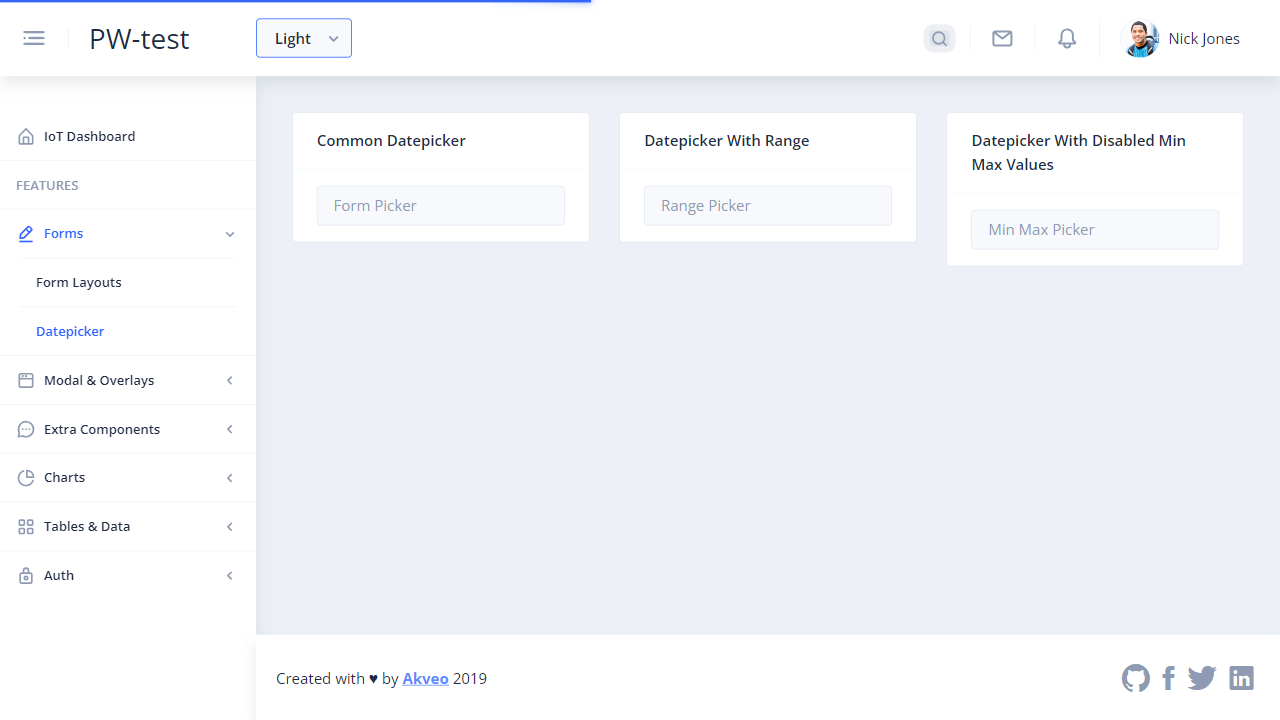 PW-test
Light
Nick Jones
IoT Dashboard
FEATURES
Forms
Form Layouts
Datepicker
Modal & Overlays
Extra Components
Charts
Tables & Data
Auth
Common Datepicker
Form Picker
Datepicker With Range
Range Picker
Datepicker With Disabled Min
Max Values
Min Max Picker
Created with ♥ by Akveo 2019